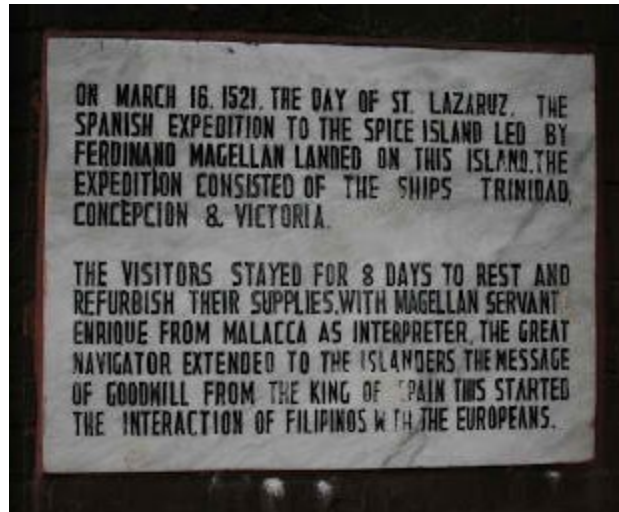 ON MARCH 16, 1521, THE DAY OF ST. LAZARUZ, THE
SPANISH EXPEDITION TO THE SPICE ISLAND LED BY
FERDINAND MAGELLAN LANDED ON THIS ISLAND.THE
EXPEDITION CONSISTED OF THE SHIPS TRINIDAD,
CONCEPCION & VICTORIA.
THE VISITORS STAYED FOR 8 DAYS TO REST AND
REFURBISH THEIR SUPPLIES,WITH MAGELLAN SERVANT
ENRIQUE FROM MALACCA AS INTERPRETER, THE GREAT
NAVIGATOR EXTENDED TO THE ISLANDERS THE MESSAGE
OF GOODWILL FROM THE KING OF SPAIN THIS STARTED
THE INTERACTION OF FILIPINOS WITH THE EUROPEANS.